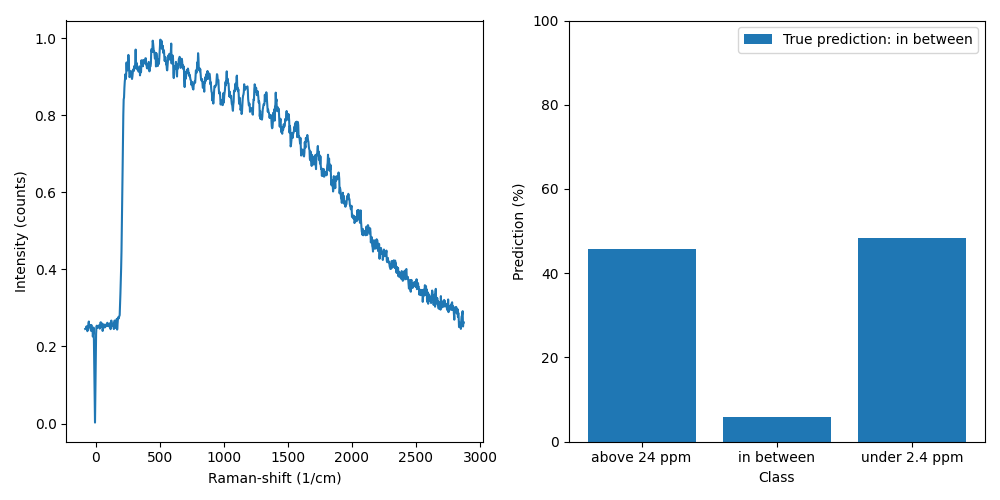 1.0
0.8
0.6
0.4
0.2
0.0
Intensity (counts)
0 500 1000 1500 2000 2500 3000
Raman-shift (1/cm)
100
80
60
40
20
0
Prediction (%)
True prediction: in between
above 24 ppm in between under 2.4 ppm
Class